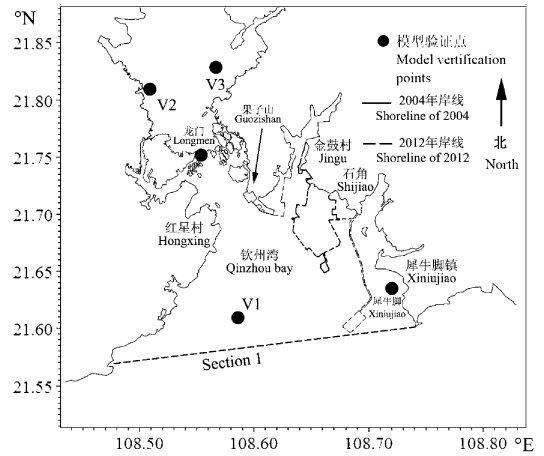 °N
21.85
21.80
21.75
21.70
21.65
21.60
21.55
模型验证点
Model vertification
points
2004年岸线
Shoreline of 2004
2012年岸线
Shoreline of 2012
北
North
V3
V2
果子山
Guozishan
龙门
Longmen
金鼓村
Jingu
石角
Shijiao
红星村
Hongxing
钦州湾
Qinzhou bay
犀牛脚镇
Xiniujiao
犀牛脚
Xiniujiao
V1
Section 1
108.50
108.60
108.70
108.80
°E